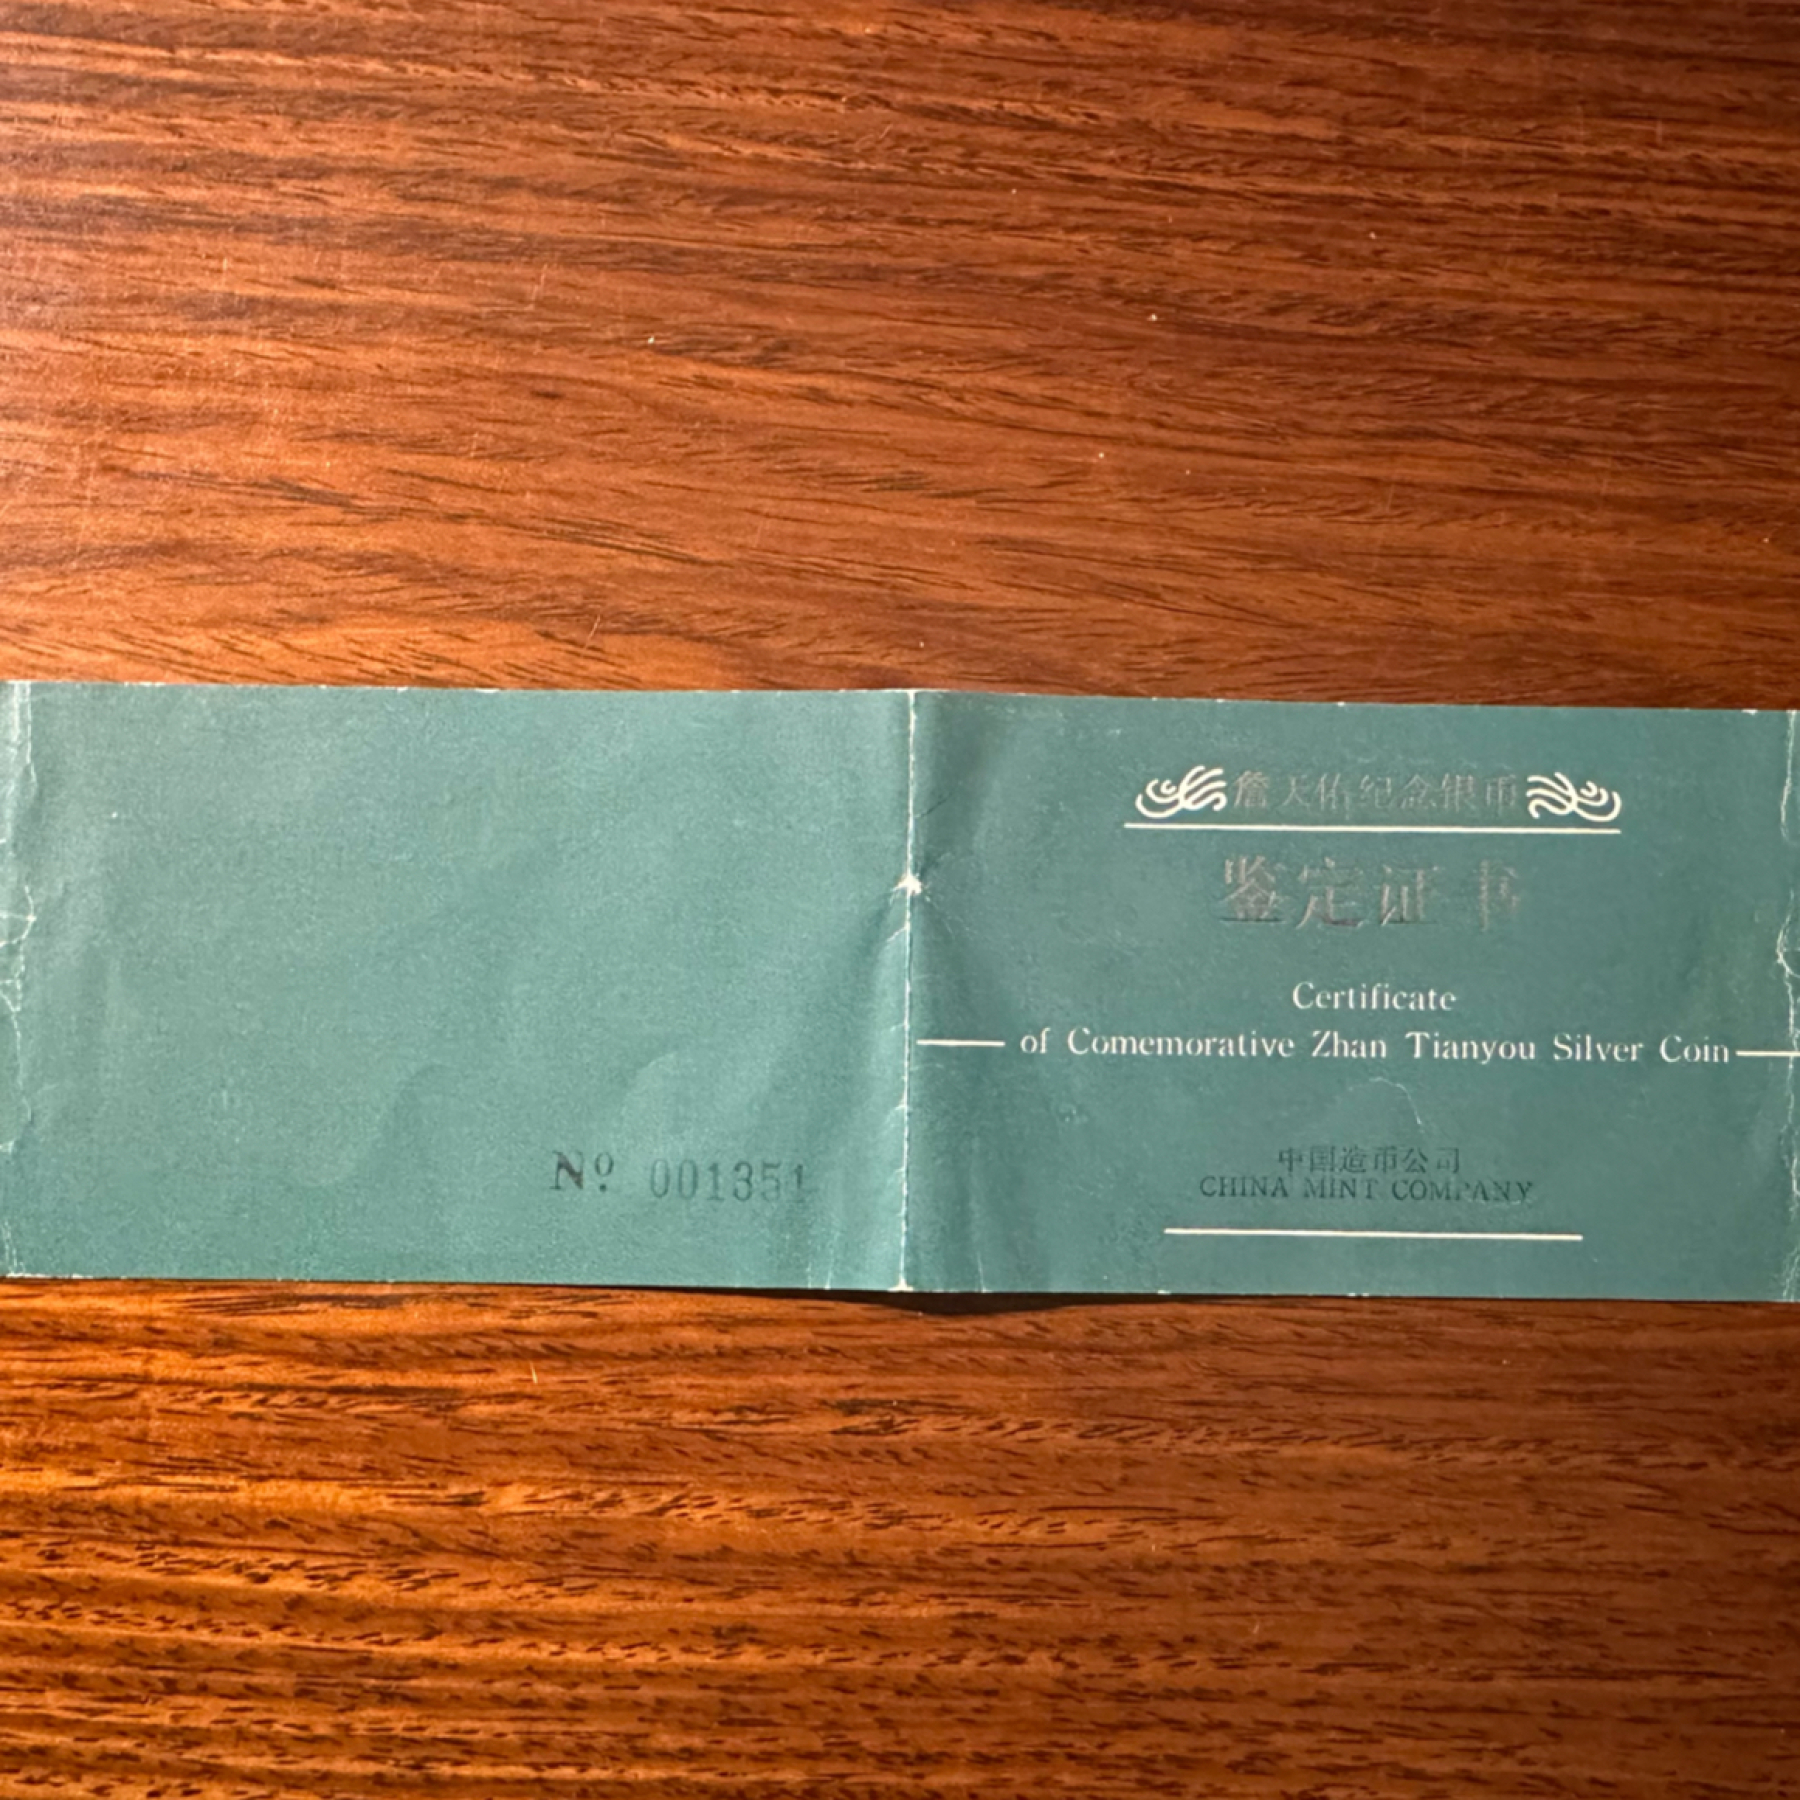 Nº 001351
詹天佑纪念银币
鉴定证书
Certificate
of Comemorative Zhan Tianyou Silver Coin
中国造币公司
CHINA MINT COMPANY